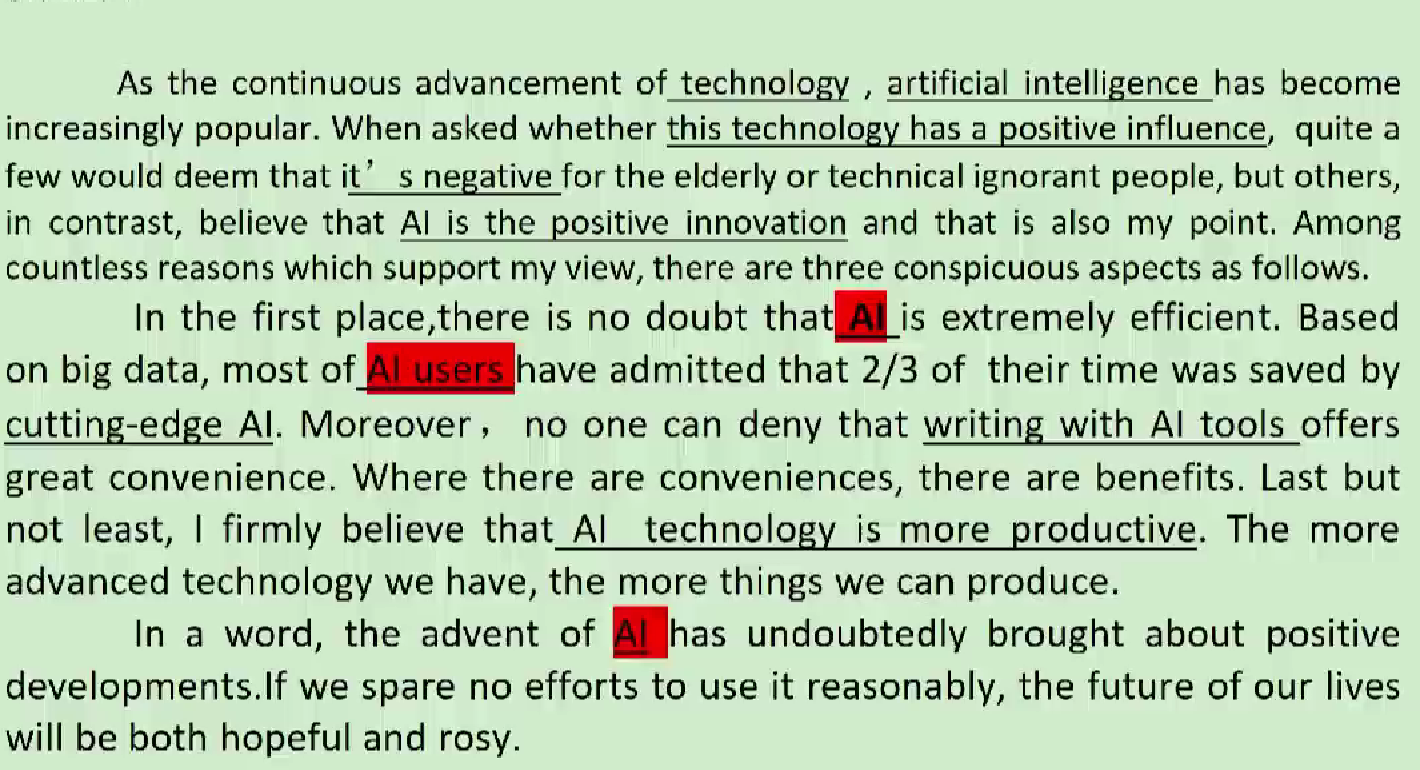 As the continuous advancement of technology , artificial intelligence has become
increasingly popular. When asked whether this technology has a positive influence, quite a
few would deem that it’ s negative for the elderly or technical ignorant people, but others,
in contrast, believe that AI is the positive innovation and that is also my point. Among
countless reasons which support my view, there are three conspicuous aspects as follows.
In the first place,there is no doubt that AI is extremely efficient. Based
on big data, most of AI users have admitted that 2/3 of their time was saved by
cutting-edge AI. Moreover， no one can deny that writing with AI tools offers
great convenience. Where there are conveniences, there are benefits. Last but
not least, I firmly believe that AI technology is more productive. The more
advanced technology we have, the more things we can produce.
In a word, the advent of AI has undoubtedly brought about positive
developments.If we spare no efforts to use it reasonably, the future of our lives
will be both hopeful and rosy.